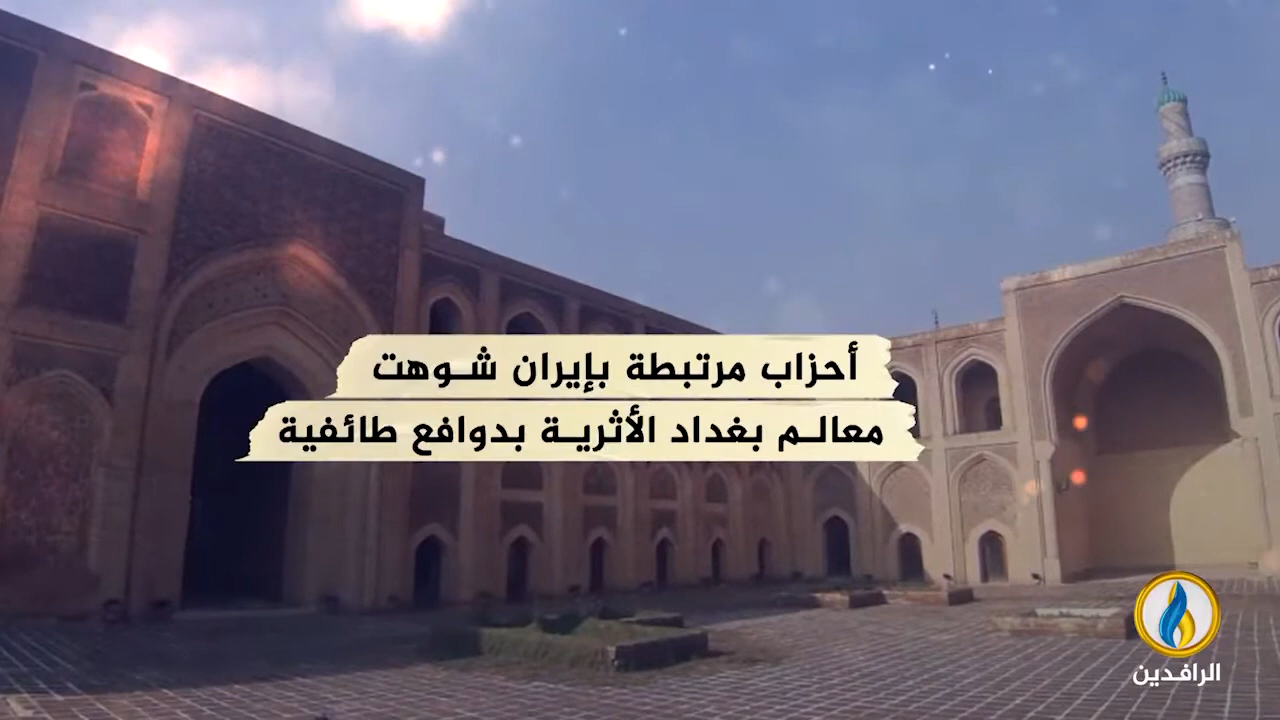 أحزاب مرتبطة بإيران شوهت
معالم بغداد الأثرية بدوافع طائفية
الرافدين